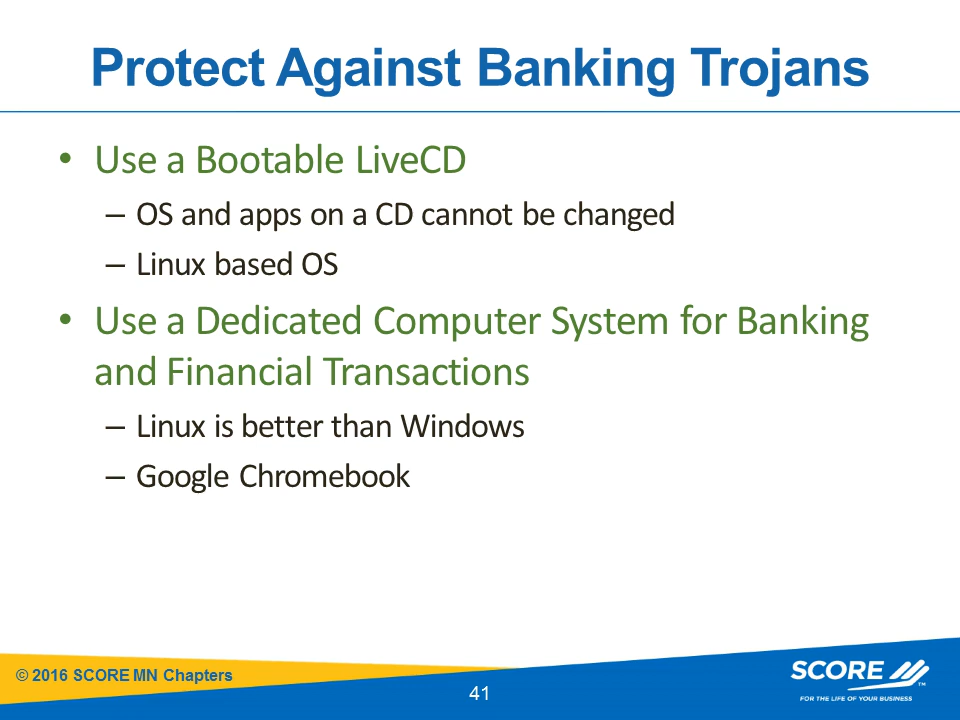 Protect Against Banking Trojans
• Use a Bootable LiveCD
– OS and apps on a CD cannot be changed
– Linux based OS
• Use a Dedicated Computer System for Banking
and Financial Transactions
– Linux is better than Windows
– Google Chromebook
© 2016 SCORE MN Chapters
41
SCORE ™
FOR THE LIFE OF YOUR BUSINESS